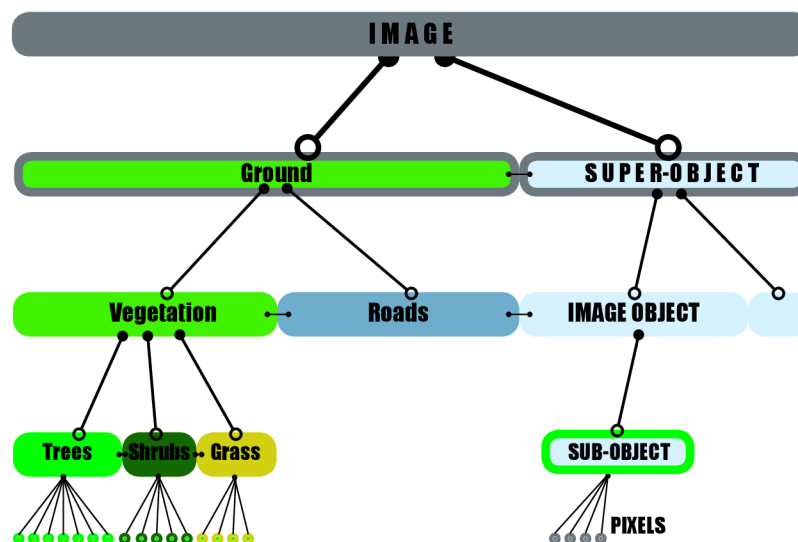 IMAGE
Ground
SUPER-OBJECT
Vegetation
Roads
IMAGE OBJECT
Trees
Shrubs
Grass
SUB-OBJECT
PIXELS